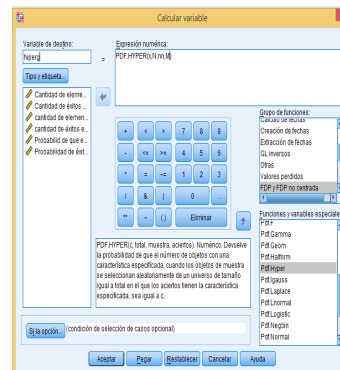 Calcular variable
Variable de destino:
hiperg
=
Expresión numérica:
PDF.HYPER(x,N,nn,M)
Tipo y etiqueta...
Cantidad de eleme...
Cantidad de éxitos ...
cantidad de elemen...
cantidad de éxitos e...
Probabilid de que e...
Probabilidad de éxit...
+ < > 7 8 9
- <= >= 4 5 6
* = ~= 1 2 3
/ & | 0 .
** ~ () Eliminar
Grupo de funciones:
Cálculo de fechas
Creación de fechas
Extracción de fechas
GL inversos
Otras
Valores perdidos
FDP y FDP no centrada
Funciones y variables especiale
Pdf.F
Pdf.Gamma
Pdf.Geom
Pdf.Halfnrm
Pdf.Hyper
Pdf.Igauss
Pdf.Laplace
Pdf.Lnormal
Pdf.Logistic
Pdf.Negbin
Pdf.Normal
PDF.HYPER(c, total, muestra, aciertos). Numérico. Devuelve
la probabilidad de que el número de objetos con una
característica especificada, cuando los objetos de muestra
se seleccionan aleatoriamente de un universo de tamaño
igual a total en el que los aciertos tienen la característica
especificada, sea igual a c.
Si la opción... (condición de selección de casos opcional)
Aceptar Pegar Restablecer Cancelar Ayuda